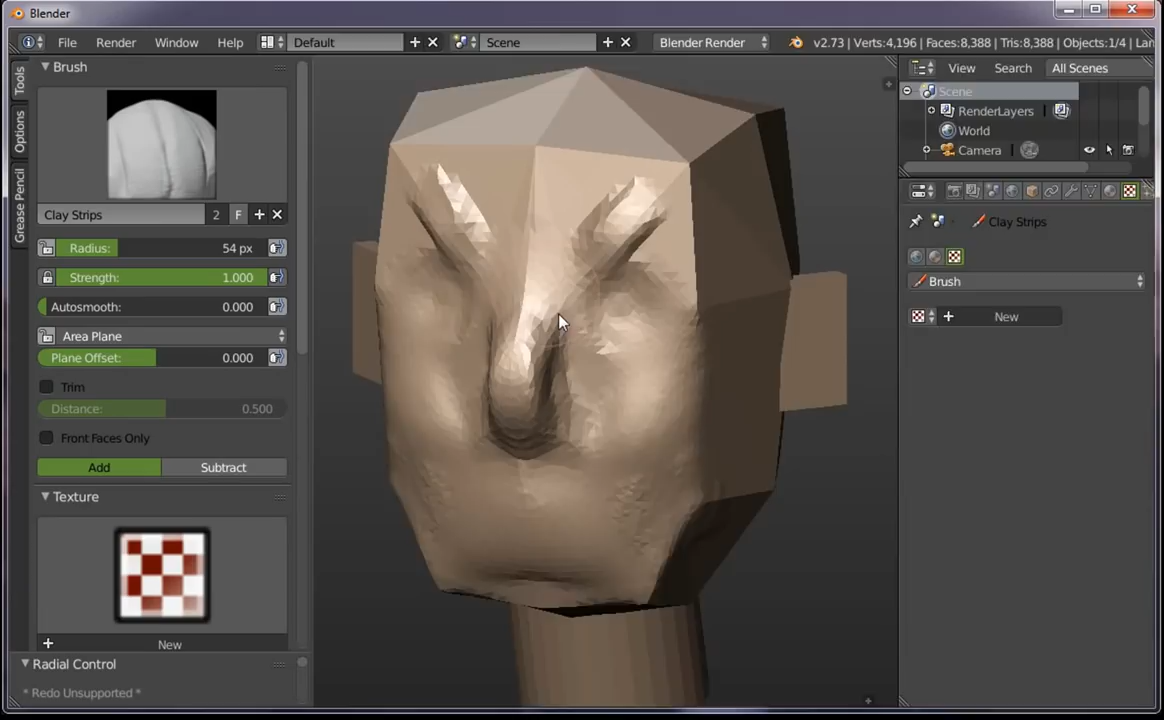 Blender
File Render Window Help Default Scene Blender Render v2.73 | Verts:4,196 | Faces:8,388 | Tris:8,388 | Objects:1/4 | Lan
Tools
Options
Grease Pencil
Brush
Clay Strips 2 F
Radius: 54 px
Strength: 1.000
Autosmooth: 0.000
Area Plane
Plane Offset: 0.000
Trim
Distance: 0.500
Front Faces Only
Add Subtract
Texture
New
Radial Control
* Redo Unsupported *
View Search All Scenes
Scene
RenderLayers
World
Camera
Clay Strips
Brush
New